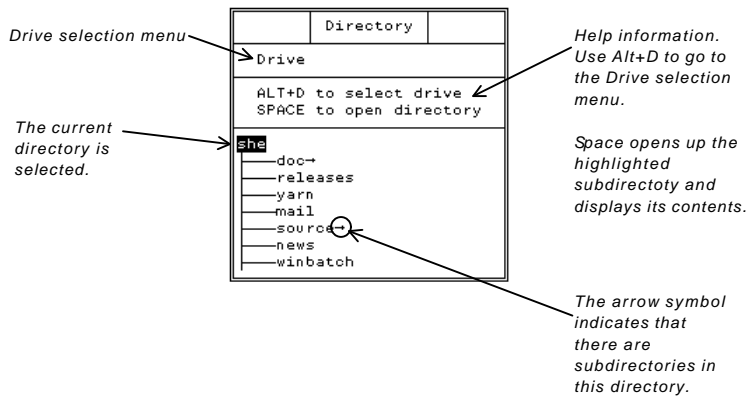 Directory
Drive selection menu
Drive
ALT+D to select drive
SPACE to open directory
Help information.
Use Alt+D to go to
the Drive selection
menu.
Space opens up the
highlighted
subdirectoty and
displays its contents.
The current
directory is
selected.
she
doc→
releases
yarn
mail
source→
news
winbatch
The arrow symbol
indicates that
there are
subdirectories in
this directory.